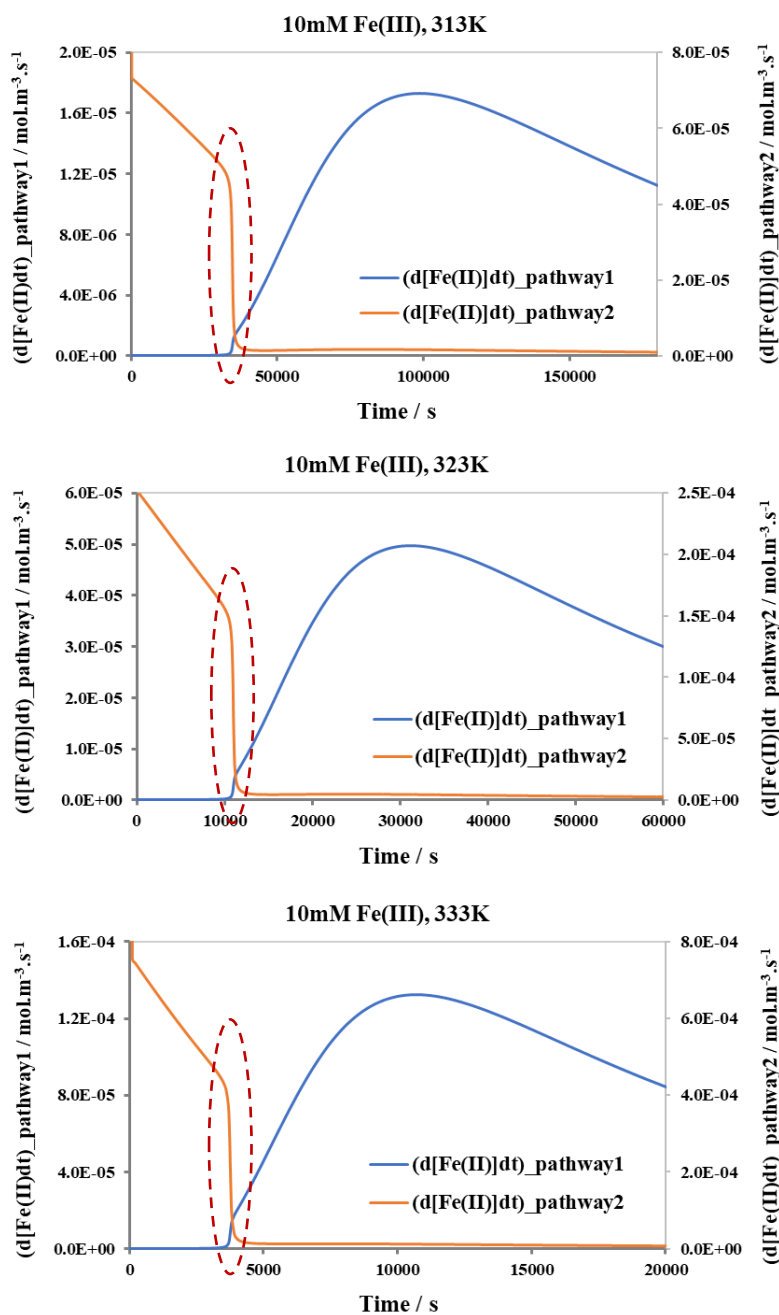 10mM Fe(III), 313K
(d[Fe(II)dt)_pathway1 / mol.m⁻³.s⁻¹
2.0E-05
1.6E-05
1.2E-05
8.0E-06
4.0E-06
0.0E+00
8.0E-05
6.0E-05
4.0E-05
2.0E-05
0.0E+00
(d[Fe(II)]dt)_pathway2 / mol.m⁻³.s⁻¹
(d[Fe(II)]dt)_pathway1
(d[Fe(II)]dt)_pathway2
0 50000 100000 150000
Time / s
10mM Fe(III), 323K
(d[Fe(II)]dt)_pathway1 / mol.m⁻³.s⁻¹
6.0E-05
5.0E-05
4.0E-05
3.0E-05
2.0E-05
1.0E-05
0.0E+00
2.5E-04
2.0E-04
1.5E-04
1.0E-04
5.0E-05
0.0E+00
(d[Fe(II)]dt_pathway2 / mol.m⁻³.s⁻¹
(d[Fe(II)]dt)_pathway1
(d[Fe(II)]dt)_pathway2
0 10000 20000 30000 40000 50000 60000
Time / s
10mM Fe(III), 333K
(d[Fe(II)dt)_pathway1 / mol.m⁻³.s⁻¹
1.6E-04
1.2E-04
8.0E-05
4.0E-05
0.0E+00
8.0E-04
6.0E-04
4.0E-04
2.0E-04
0.0E+00
(d[Fe(II)dt)_pathway2 / mol.m⁻³.s⁻¹
(d[Fe(II)]dt)_pathway1
(d[Fe(II)]dt)_pathway2
0 5000 10000 15000 20000
Time / s